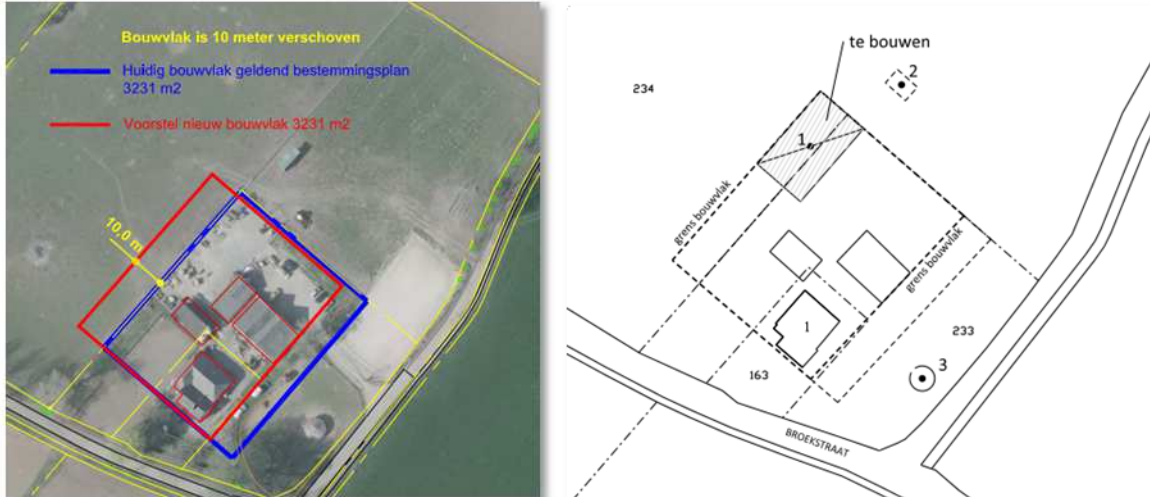 Bouwvlak is 10 meter verschoven
Huidig bouwvlak geldend bestemmingsplan
3231 m2
Voorstel nieuw bouwvlak 3231 m2
10,0 m
te bouwen
2
234
1
grens bouwvlak
grens bouwvlak
1
233
3
163
BROEKSTRAAT